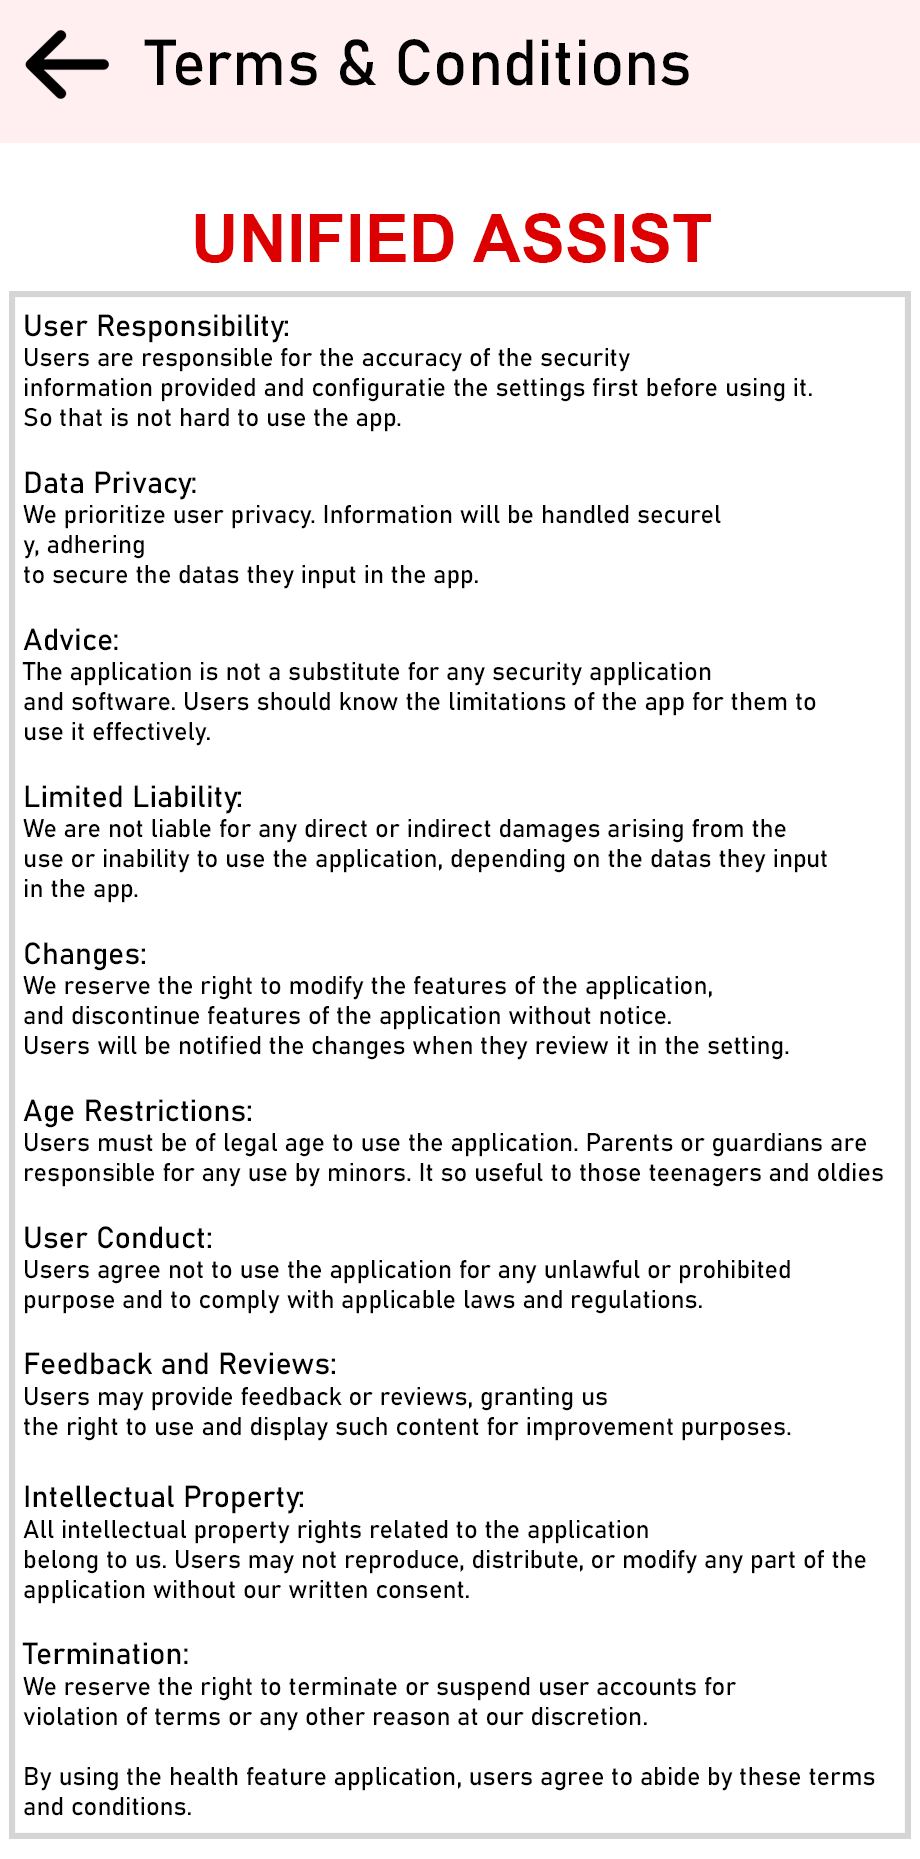 Terms & Conditions
UNIFIED ASSIST
User Responsibility:
Users are responsible for the accuracy of the security
information provided and configuratie the settings first before using it.
So that is not hard to use the app.
Data Privacy:
We prioritize user privacy. Information will be handled securel
y, adhering
to secure the datas they input in the app.
Advice:
The application is not a substitute for any security application
and software. Users should know the limitations of the app for them to
use it effectively.
Limited Liability:
We are not liable for any direct or indirect damages arising from the
use or inability to use the application, depending on the datas they input
in the app.
Changes:
We reserve the right to modify the features of the application,
and discontinue features of the application without notice.
Users will be notified the changes when they review it in the setting.
Age Restrictions:
Users must be of legal age to use the application. Parents or guardians are
responsible for any use by minors. It so useful to those teenagers and oldies
User Conduct:
Users agree not to use the application for any unlawful or prohibited
purpose and to comply with applicable laws and regulations.
Feedback and Reviews:
Users may provide feedback or reviews, granting us
the right to use and display such content for improvement purposes.
Intellectual Property:
All intellectual property rights related to the application
belong to us. Users may not reproduce, distribute, or modify any part of the
application without our written consent.
Termination:
We reserve the right to terminate or suspend user accounts for
violation of terms or any other reason at our discretion.
By using the health feature application, users agree to abide by these terms
and conditions.